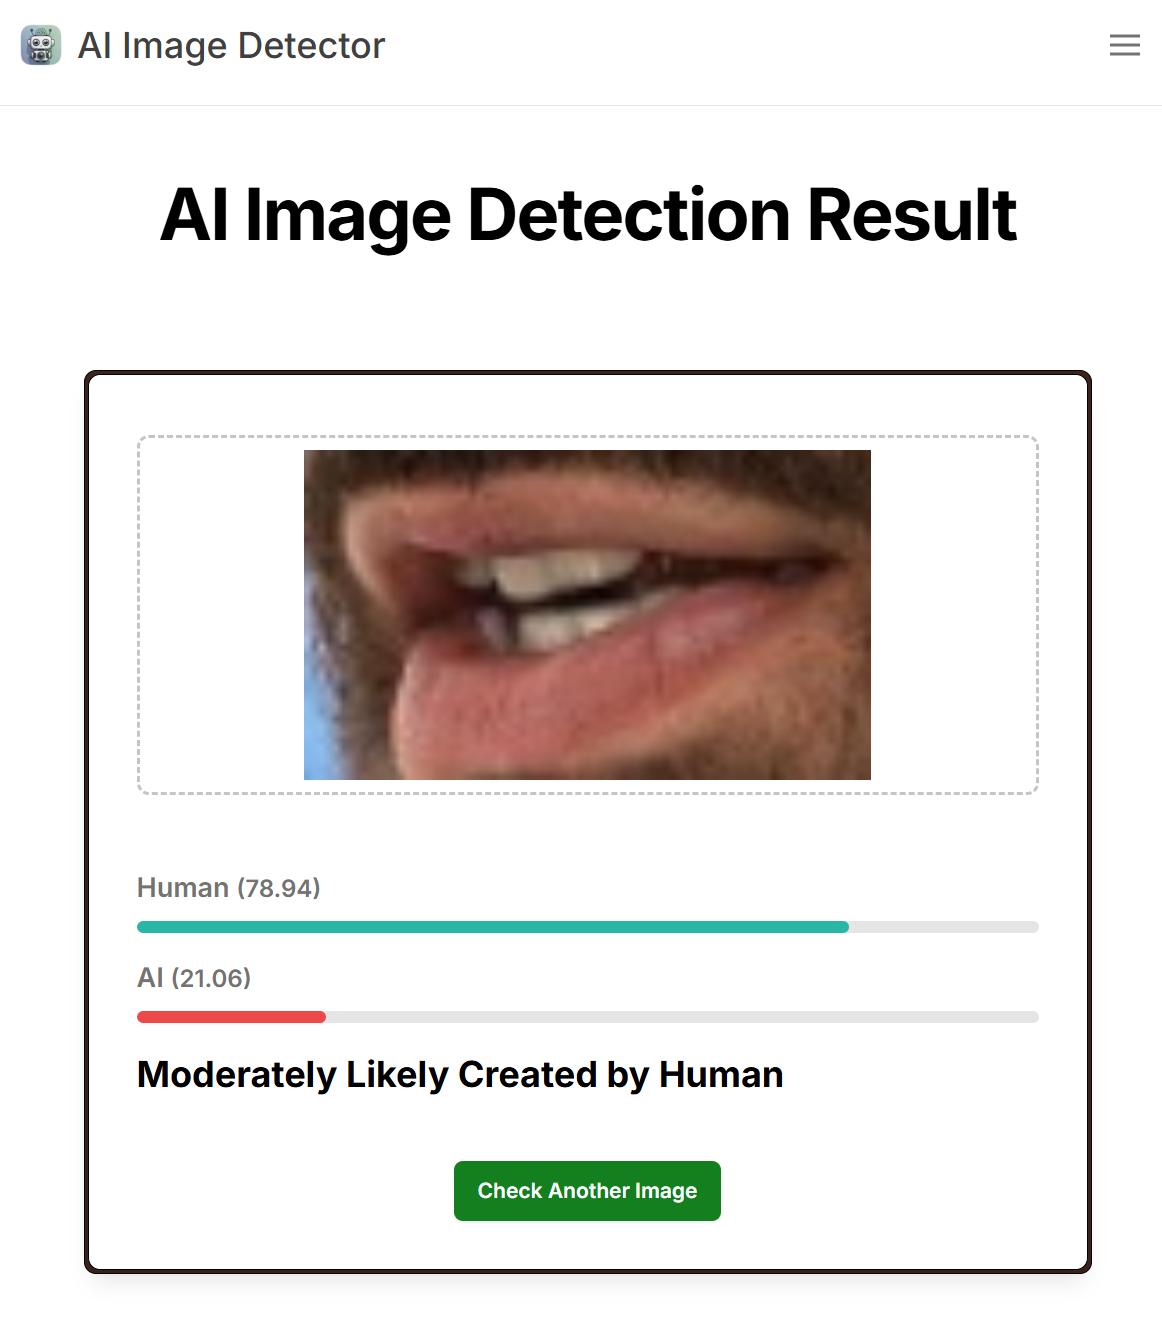 AI Image Detector
AI Image Detection Result
Human (78.94)
AI (21.06)
Moderately Likely Created by Human
Check Another Image